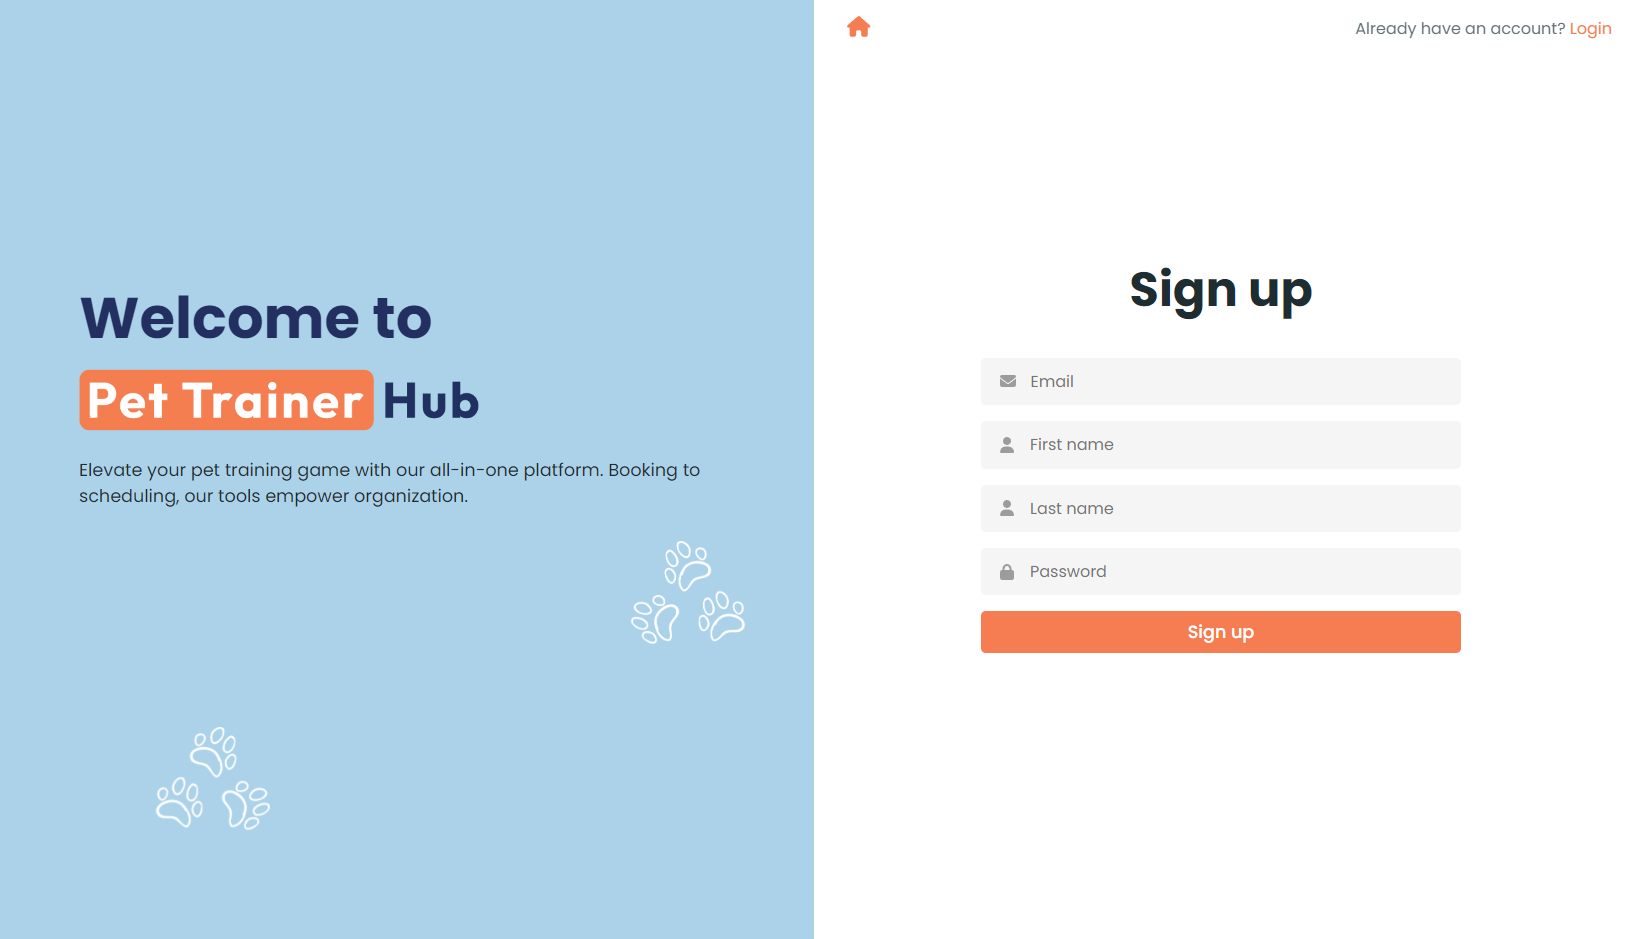 Welcome to
Pet Trainer Hub
Elevate your pet training game with our all-in-one platform. Booking to
scheduling, our tools empower organization.
Already have an account? Login
Sign up
Email
First name
Last name
Password
Sign up